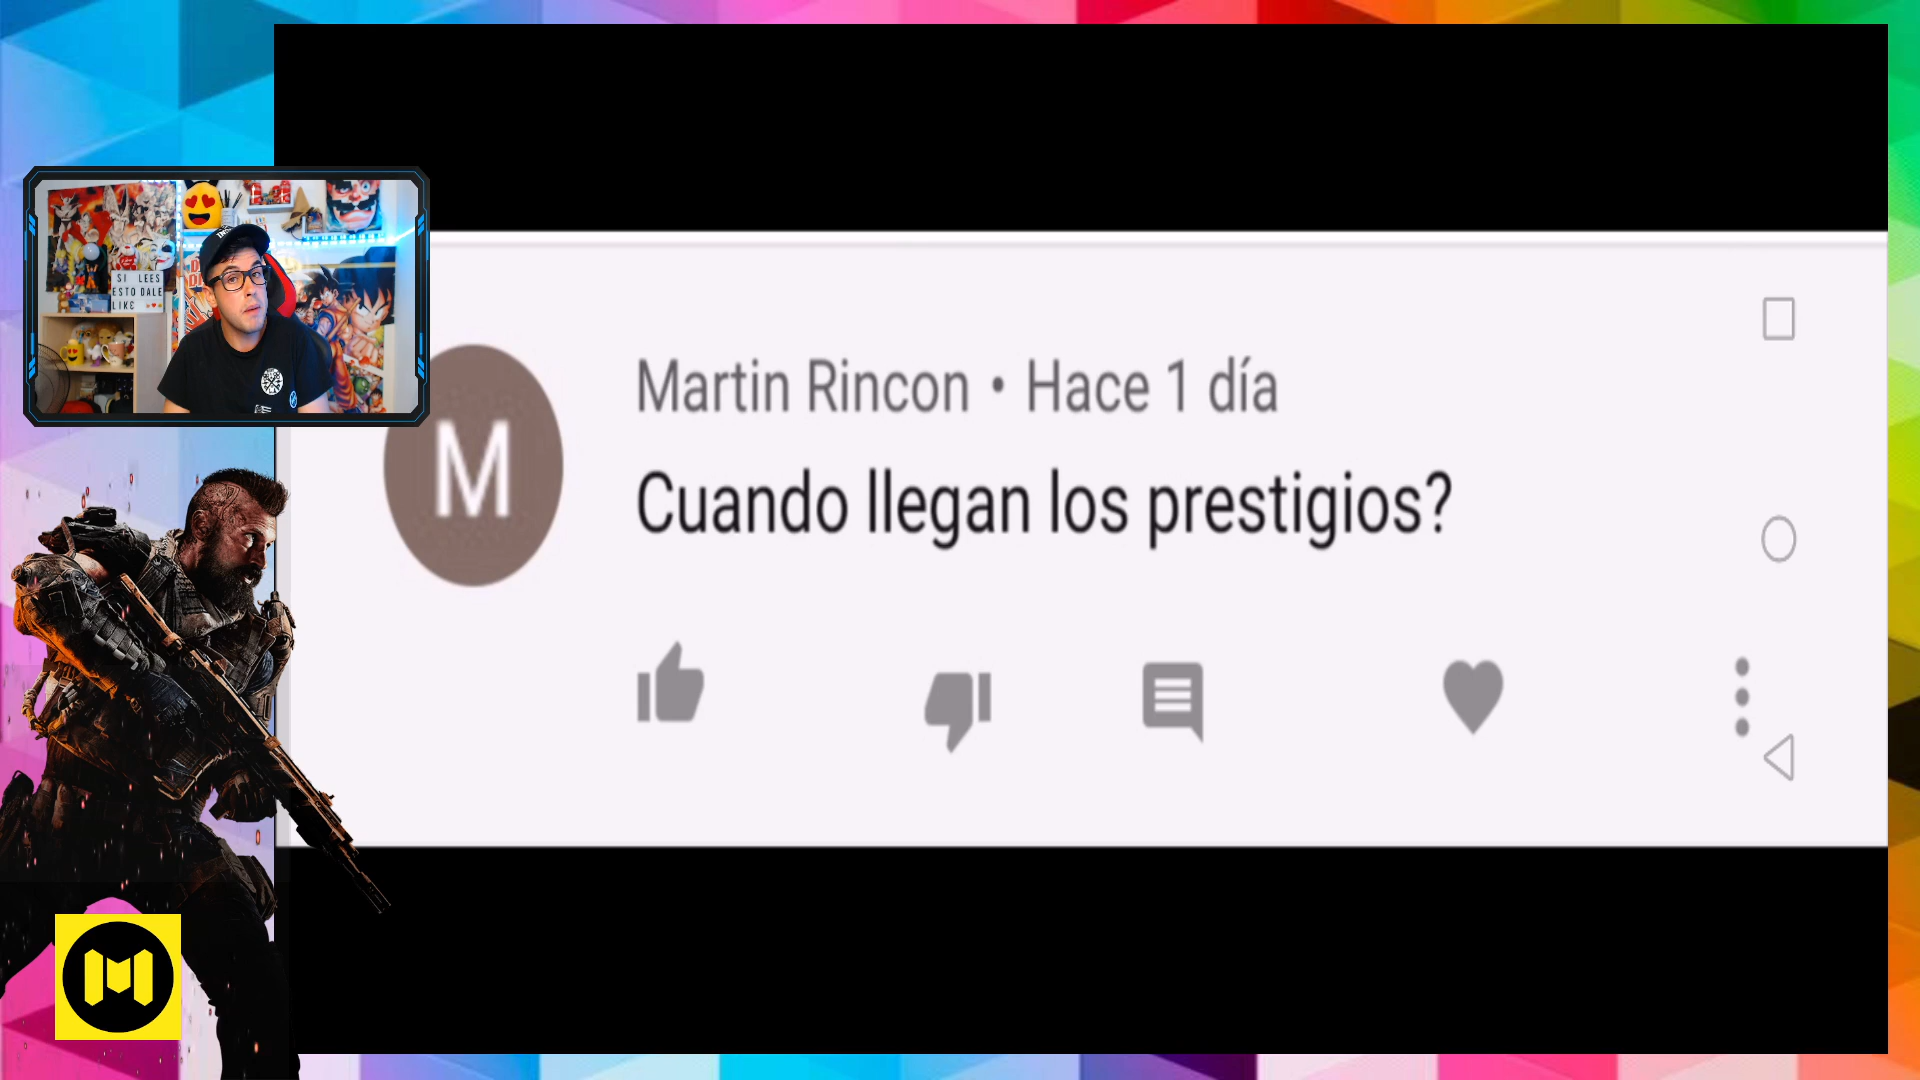 SI LEES
ESTO DALE
LIKE
M
Martin Rincon • Hace 1 día
Cuando llegan los prestigios?